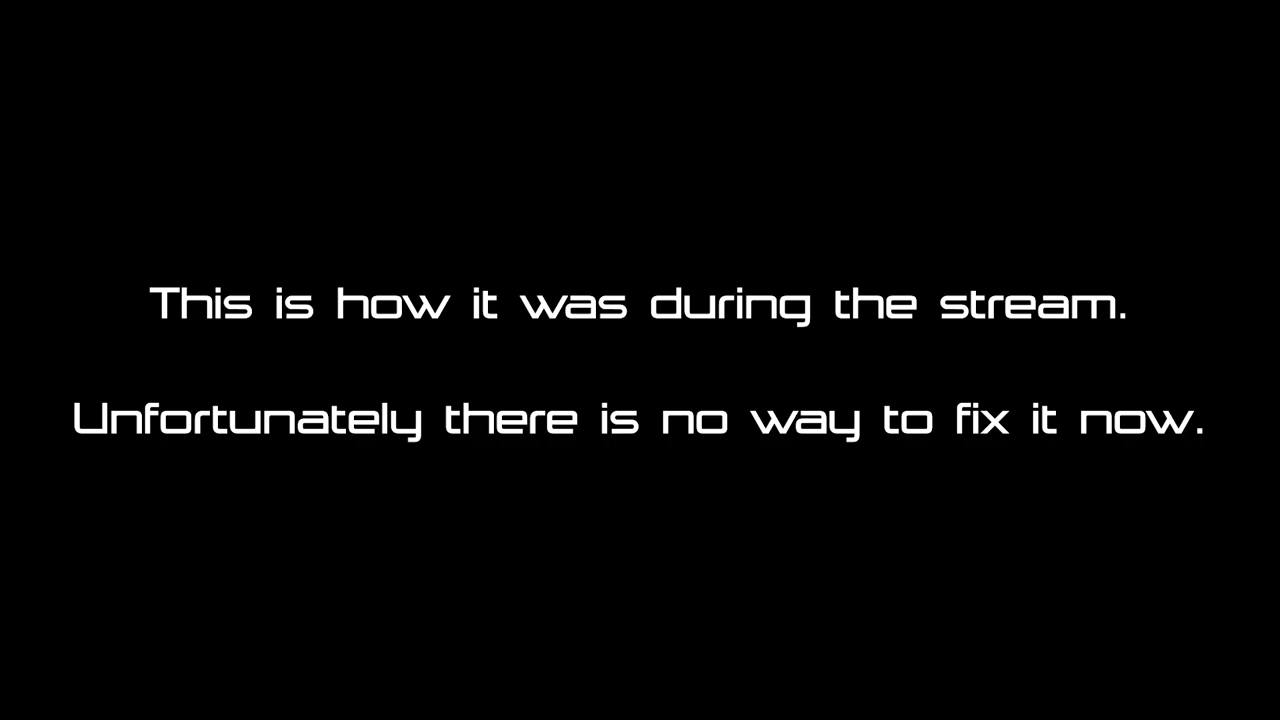 This is how it was during the stream.
Unfortunately there is no way to fix it now.